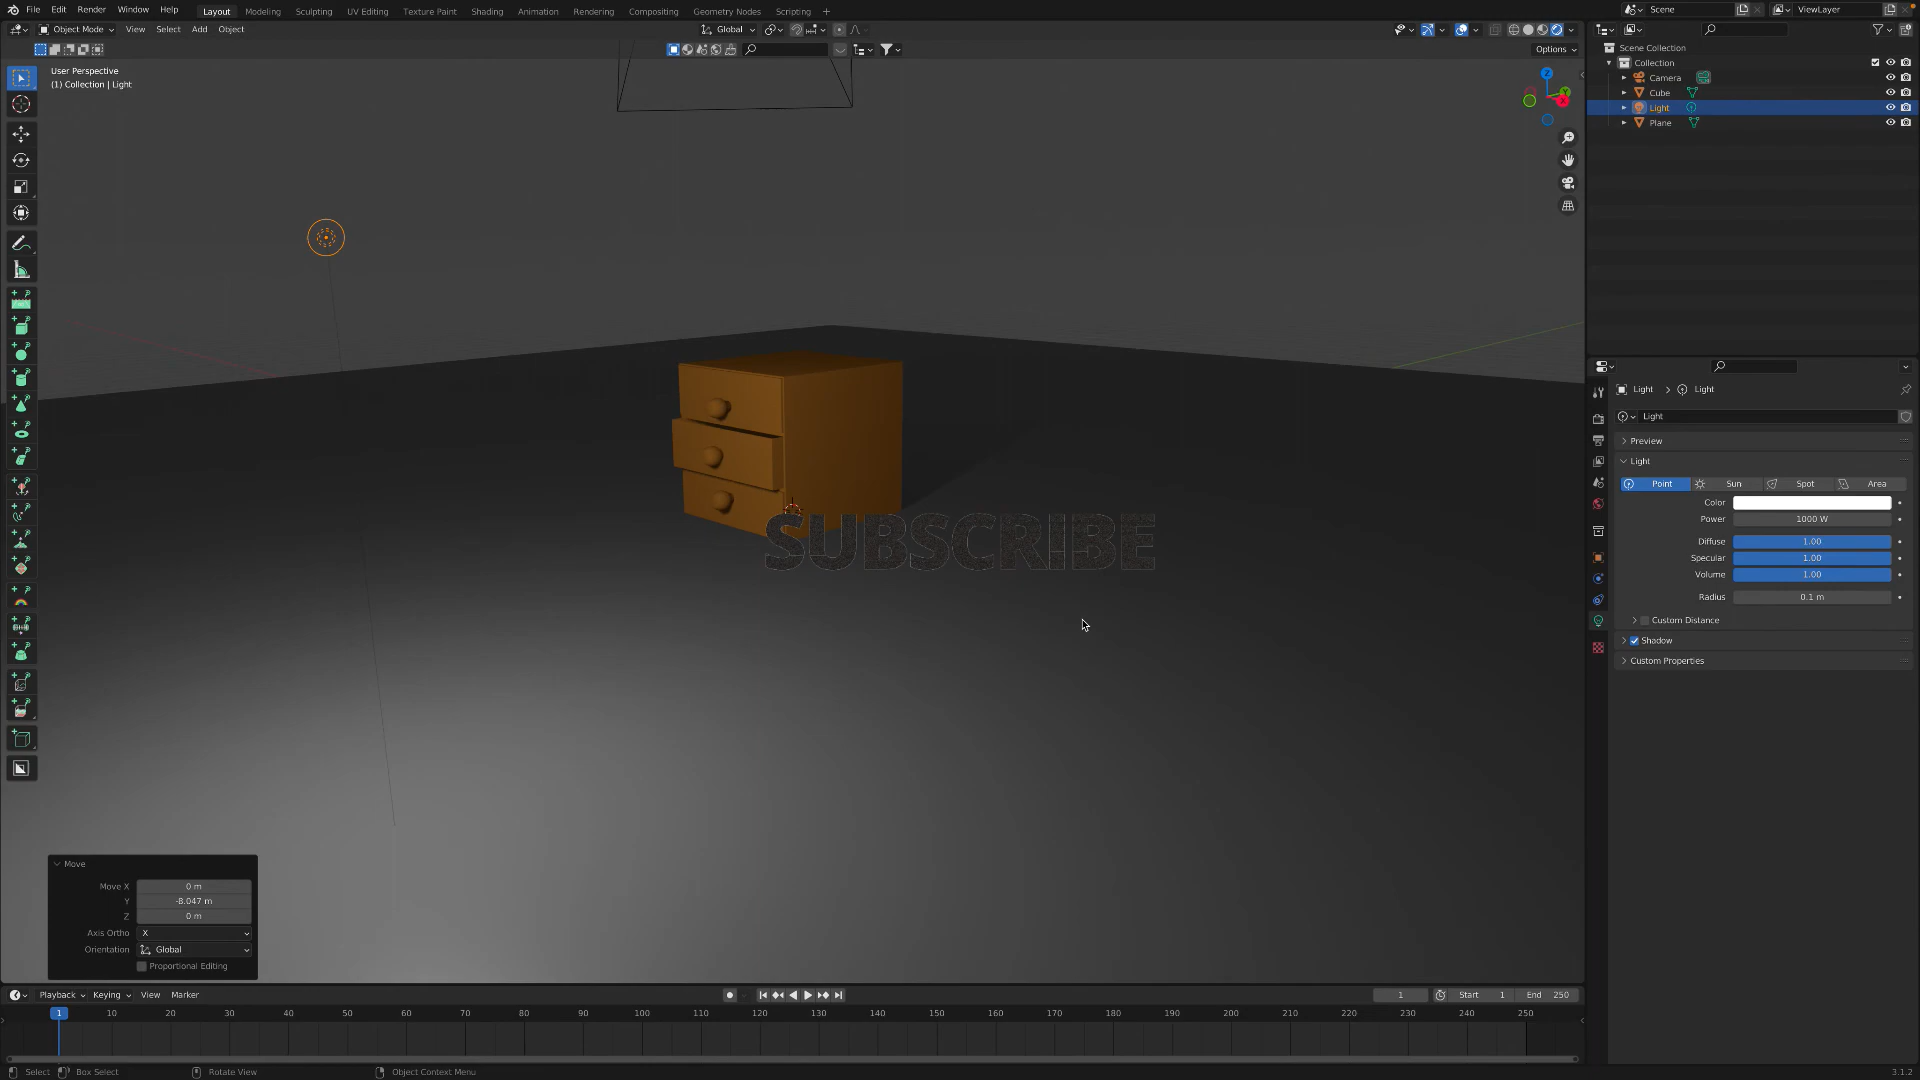 File Edit Render Window Help Layout Modeling Sculpting UV Editing Texture Paint Shading Animation Rendering Compositing Geometry Nodes Scripting + Scene ViewLayer
Object Mode View Select Add Object Global
Options
User Perspective
(1) Collection | Light
Z
Y
X
SUBSCRIBE
Scene Collection
Collection
Camera
Cube
Light
Plane
Light > Light
Light
Preview
Light
Point Sun Spot Area
Color
Power 1000 W
Diffuse 1.00
Specular 1.00
Volume 1.00
Radius 0.1 m
Custom Distance
Shadow
Custom Properties
Move
Move X 0 m
Y -8.047 m
Z 0 m
Axis Ortho X
Orientation Global
Proportional Editing
Playback Keying View Marker 1 Start 1 End 250
1 10 20 30 40 50 60 70 80 90 100 110 120 130 140 150 160 170 180 190 200 210 220 230 240 250
Select Box Select Rotate View Object Context Menu 3.1.2